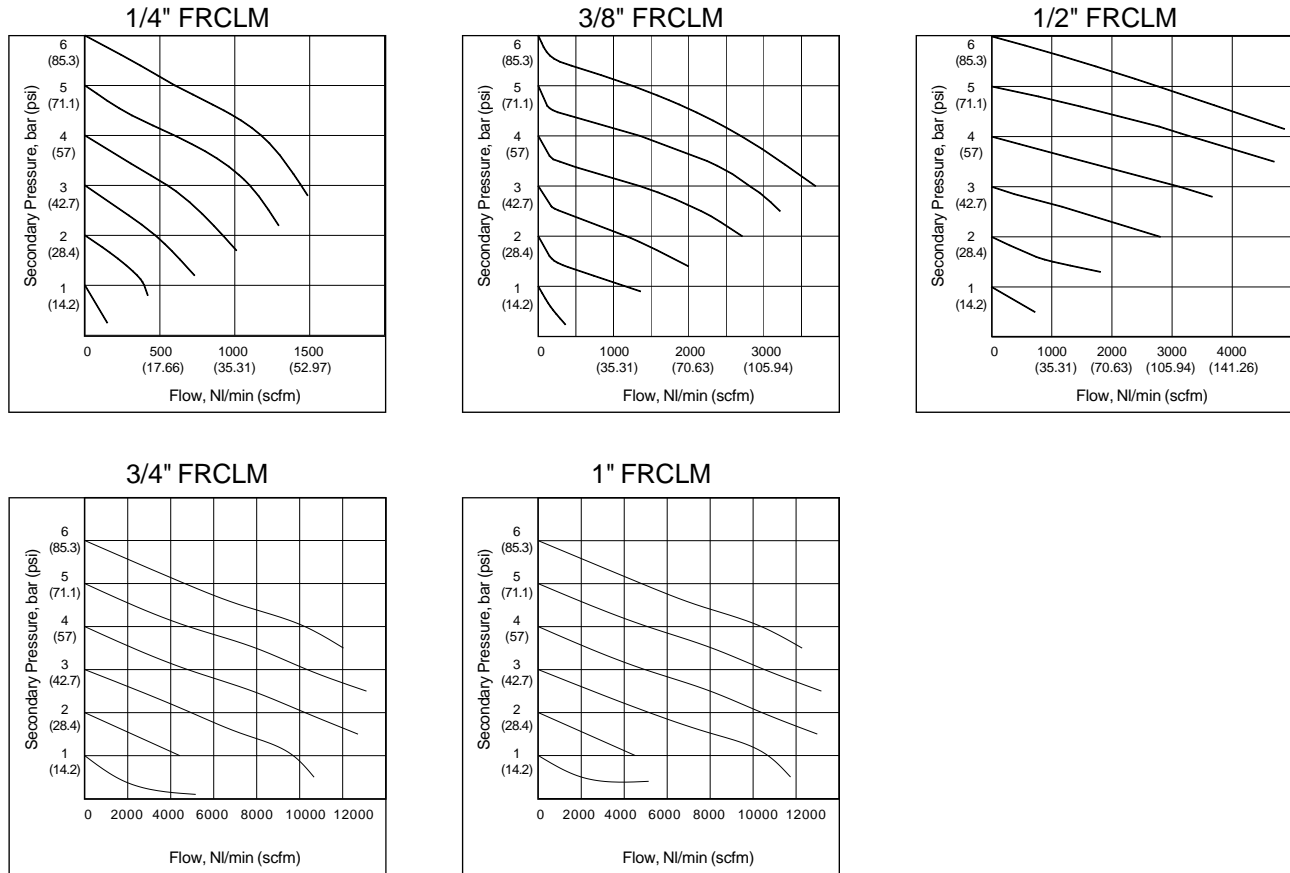 1/4" FRCLM
Secondary Pressure, bar (psi)
6
(85.3)
5
(71.1)
4
(57)
3
(42.7)
2
(28.4)
1
(14.2)
0 500 1000 1500
(17.66) (35.31) (52.97)
Flow, Nl/min (scfm)
3/8" FRCLM
Secondary Pressure, bar (psi)
6
(85.3)
5
(71.1)
4
(57)
3
(42.7)
2
(28.4)
1
(14.2)
0 1000 2000 3000
(35.31) (70.63) (105.94)
Flow, Nl/min (scfm)
1/2" FRCLM
Secondary Pressure, bar (psi)
6
(85.3)
5
(71.1)
4
(57)
3
(42.7)
2
(28.4)
1
(14.2)
0 1000 2000 3000 4000
(35.31) (70.63) (105.94) (141.26)
Flow, Nl/min (scfm)
3/4" FRCLM
Secondary Pressure, bar (psi)
6
(85.3)
5
(71.1)
4
(57)
3
(42.7)
2
(28.4)
1
(14.2)
0 2000 4000 6000 8000 10000 12000
Flow, Nl/min (scfm)
1" FRCLM
Secondary Pressure, bar (psi)
6
(85.3)
5
(71.1)
4
(57)
3
(42.7)
2
(28.4)
1
(14.2)
0 2000 4000 6000 8000 10000 12000
Flow, Nl/min (scfm)